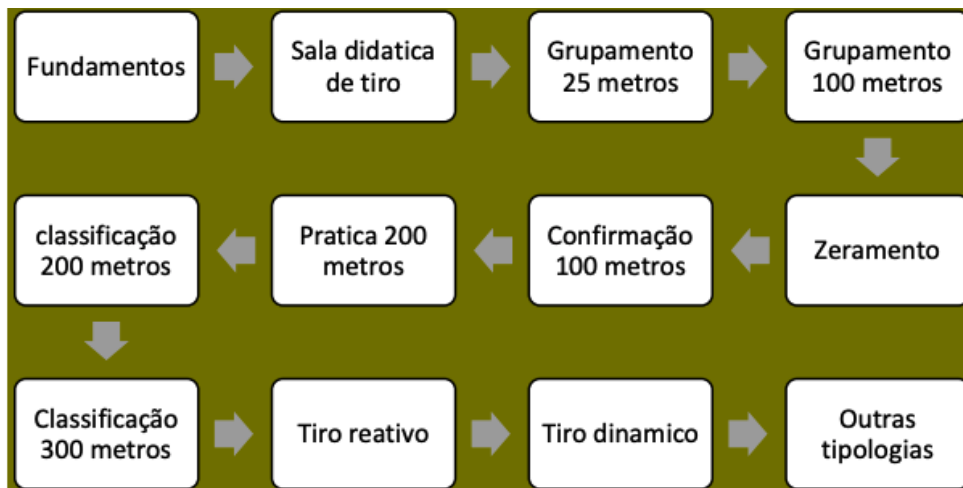 Fundamentos
Sala didatica
de tiro
Grupamento
25 metros
Grupamento
100 metros
Zeramento
Confirmação
100 metros
Pratica 200
metros
classificação
200 metros
Classificação
300 metros
Tiro reativo
Tiro dinamico
Outras
tipologias